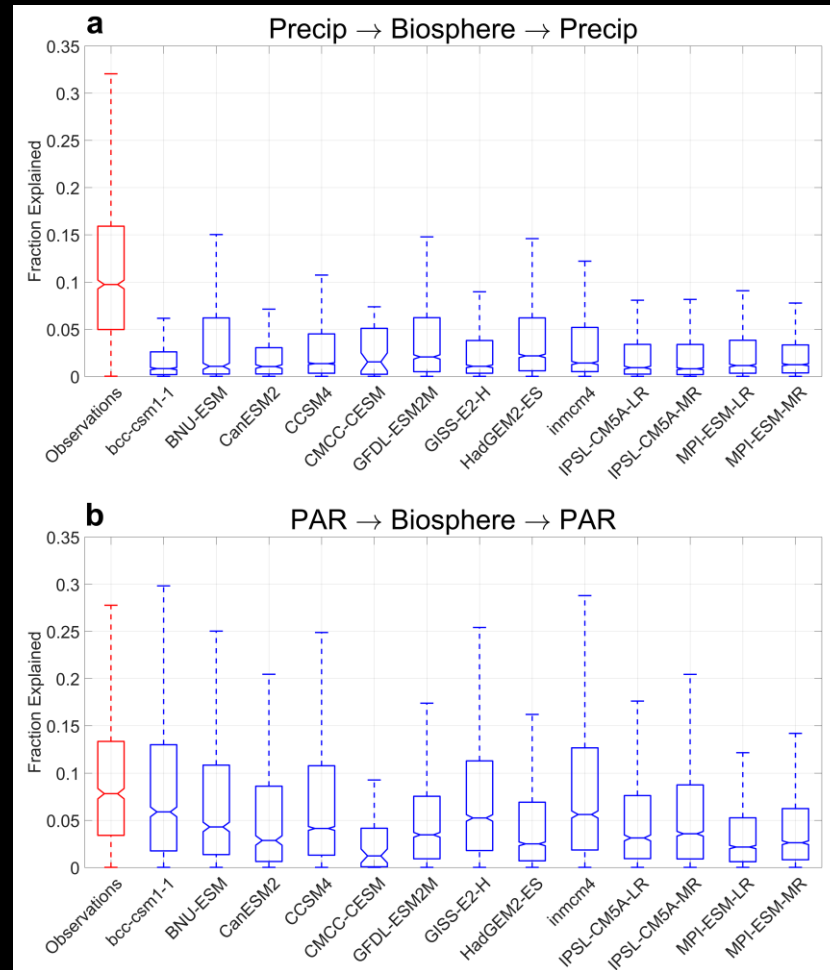 a
Precip → Biosphere → Precip
0.35
0.3
0.25
0.2
0.15
0.1
0.05
0
Fraction Explained
Observations
bcc-csm1-1
BNU-ESM
CanESM2
CCSM4
CMCC-CESM
GFDL-ESM2M
GISS-E2-H
HadGEM2-ES
inmcm4
IPSL-CM5A-LR
IPSL-CM5A-MR
MPI-ESM-LR
MPI-ESM-MR
b
PAR → Biosphere → PAR
0.35
0.3
0.25
0.2
0.15
0.1
0.05
0
Fraction Explained
Observations
bcc-csm1-1
BNU-ESM
CanESM2
CCSM4
CMCC-CESM
GFDL-ESM2M
GISS-E2-H
HadGEM2-ES
inmcm4
IPSL-CM5A-LR
IPSL-CM5A-MR
MPI-ESM-LR
MPI-ESM-MR